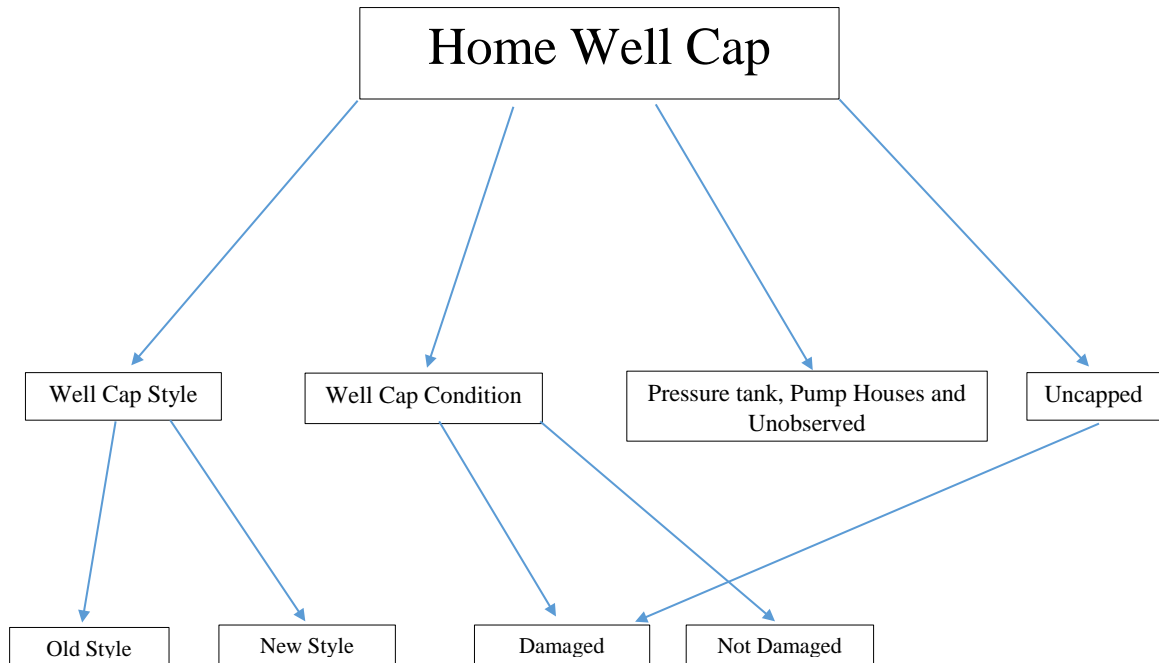 Home Well Cap
Well Cap Style
Well Cap Condition
Pressure tank, Pump Houses and
Unobserved
Uncapped
Old Style
New Style
Damaged
Not Damaged